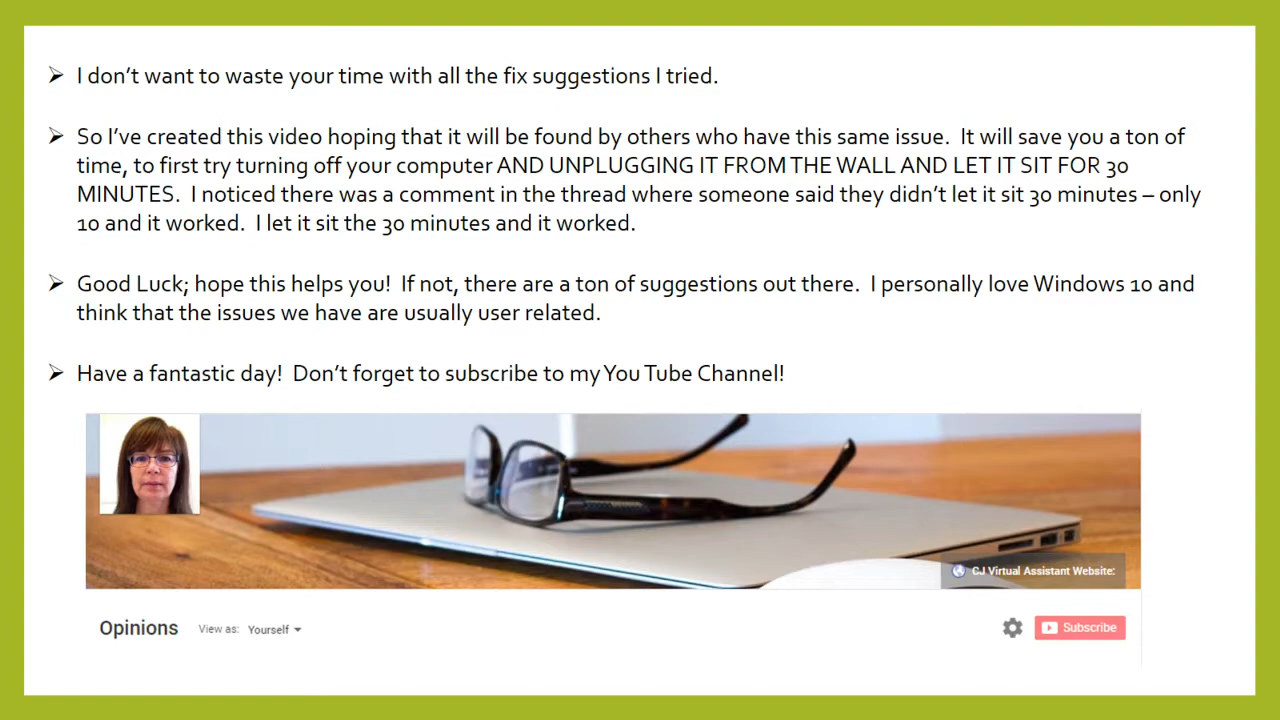 I don't want to waste your time with all the fix suggestions I tried.
So I've created this video hoping that it will be found by others who have this same issue.  It will save you a ton of
time, to first try turning off your computer AND UNPLUGGING IT FROM THE WALL AND LET IT SIT FOR 30
MINUTES.  I noticed there was a comment in the thread where someone said they didn't let it sit 30 minutes – only
10 and it worked.  I let it sit the 30 minutes and it worked.
Good Luck; hope this helps you!  If not, there are a ton of suggestions out there.  I personally love Windows 10 and
think that the issues we have are usually user related.
Have a fantastic day!  Don't forget to subscribe to my You Tube Channel!
CJ Virtual Assistant Website:
Opinions View as: Yourself Subscribe